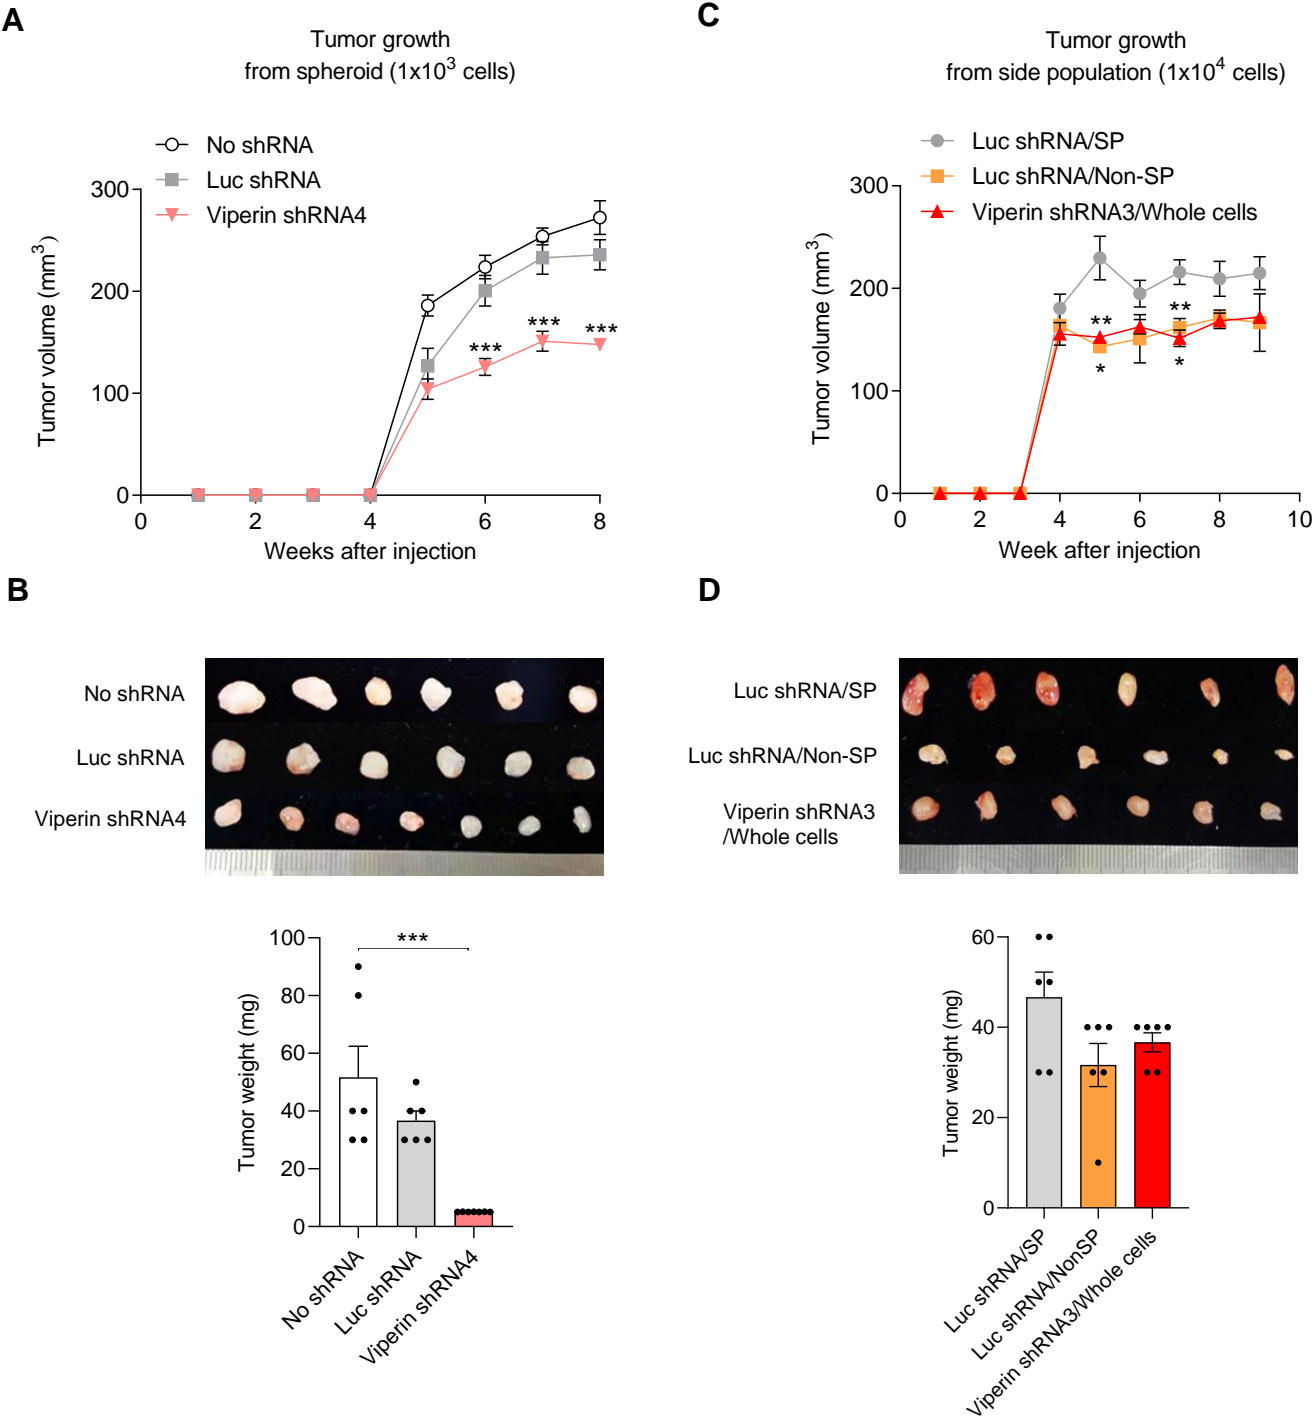 A
Tumor growth
from spheroid (1x10³ cells)
No shRNA
Luc shRNA
Viperin shRNA4
300
200
100
0
Tumor volume (mm³)
0 2 4 6 8
*** *** ***
Weeks after injection
C
Tumor growth
from side population (1x10⁴ cells)
Luc shRNA/SP
Luc shRNA/Non-SP
Viperin shRNA3/Whole cells
300
200
100
0
Tumor volume (mm³)
** **
* *
0 2 4 6 8 10
Week after injection
B
No shRNA
Luc shRNA
Viperin shRNA4
100
80
60
40
20
0
Tumor weight (mg)
***
No shRNA
Luc shRNA
Viperin shRNA4
D
Luc shRNA/SP
Luc shRNA/Non-SP
Viperin shRNA3
/Whole cells
60
40
20
0
Tumor weight (mg)
Luc shRNA/SP
Luc shRNA/NonSP
Viperin shRNA3/Whole cells